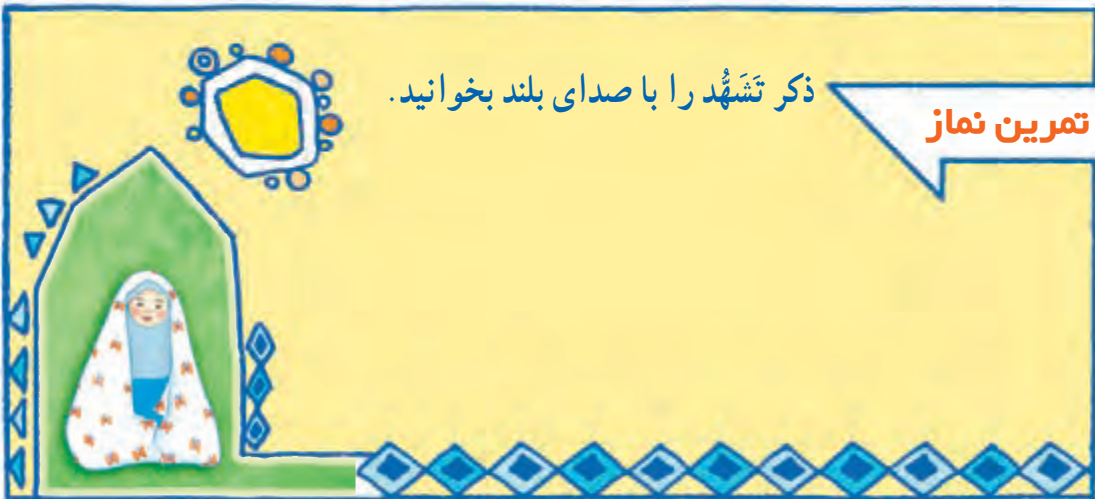 تمرین نماز
ذکر تَشَهُّد را با صدای بلند بخوانید.